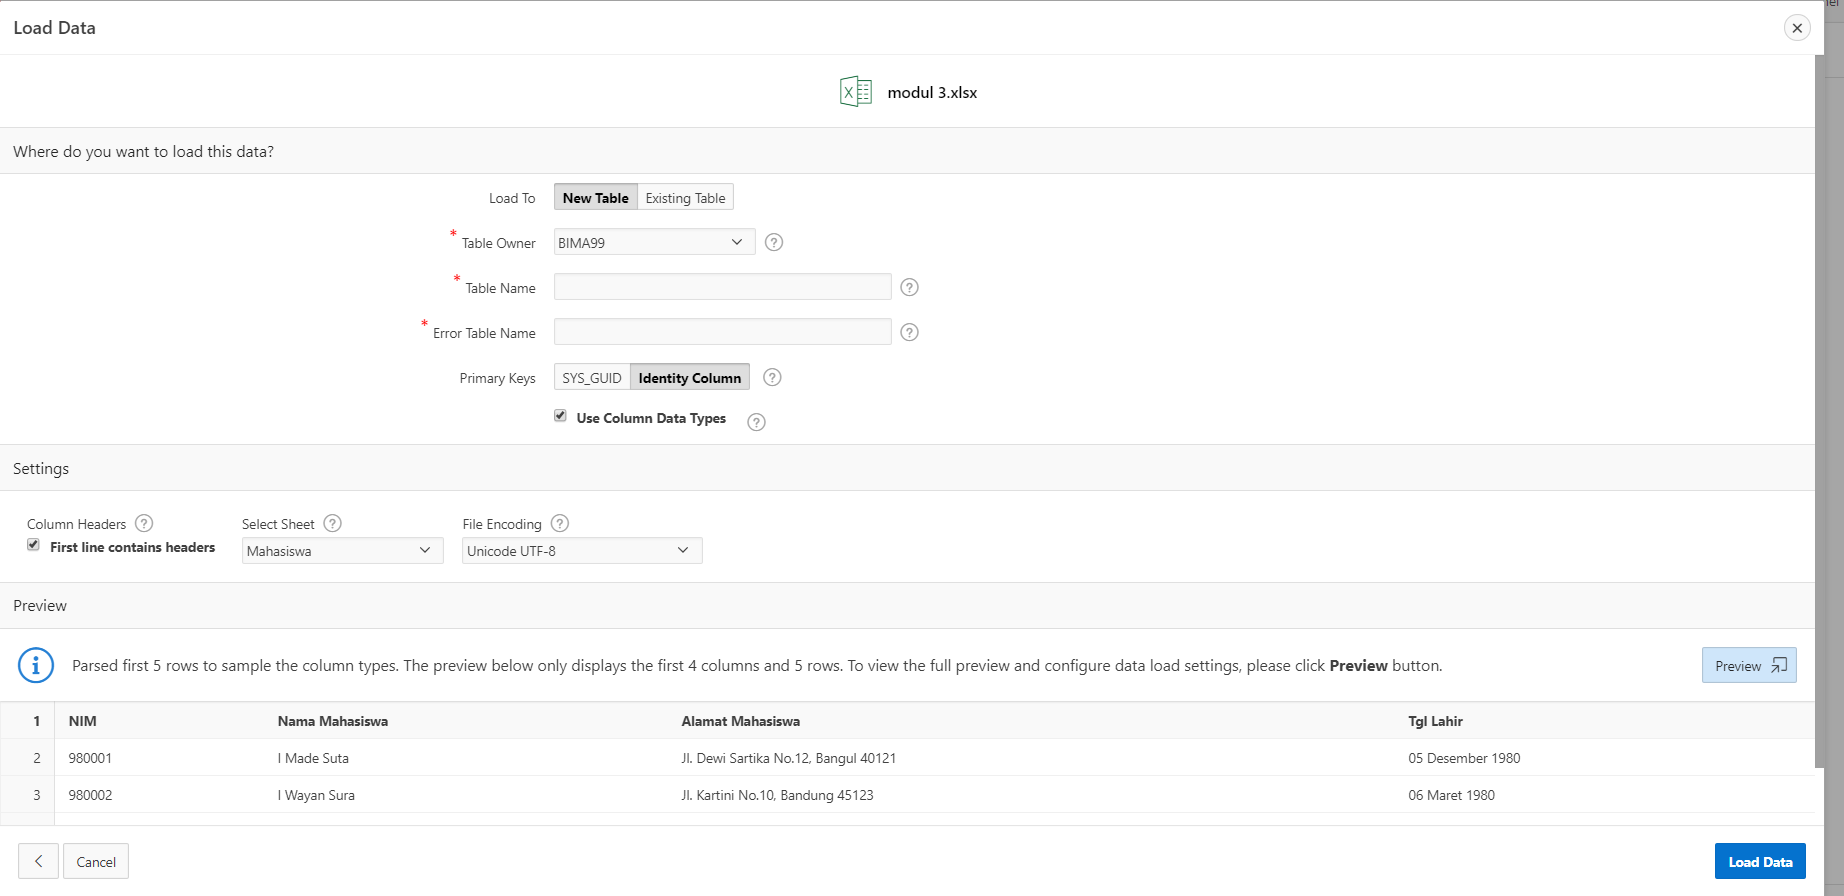 Load Data
modul 3.xlsx
Where do you want to load this data?
Load To New Table Existing Table
* Table Owner BIMA99 ?
* Table Name ?
* Error Table Name ?
Primary Keys SYS_GUID Identity Column ?
Use Column Data Types ?
Settings
Column Headers ? Select Sheet ? File Encoding ?
First line contains headers Mahasiswa Unicode UTF-8
Preview
Parsed first 5 rows to sample the column types. The preview below only displays the first 4 columns and 5 rows. To view the full preview and configure data load settings, please click Preview button. Preview
1 NIM Nama Mahasiswa Alamat Mahasiswa Tgl Lahir
2 980001 I Made Suta Jl. Dewi Sartika No.12, Bangul 40121 05 Desember 1980
3 980002 I Wayan Sura Jl. Kartini No.10, Bandung 45123 06 Maret 1980
Cancel Load Data